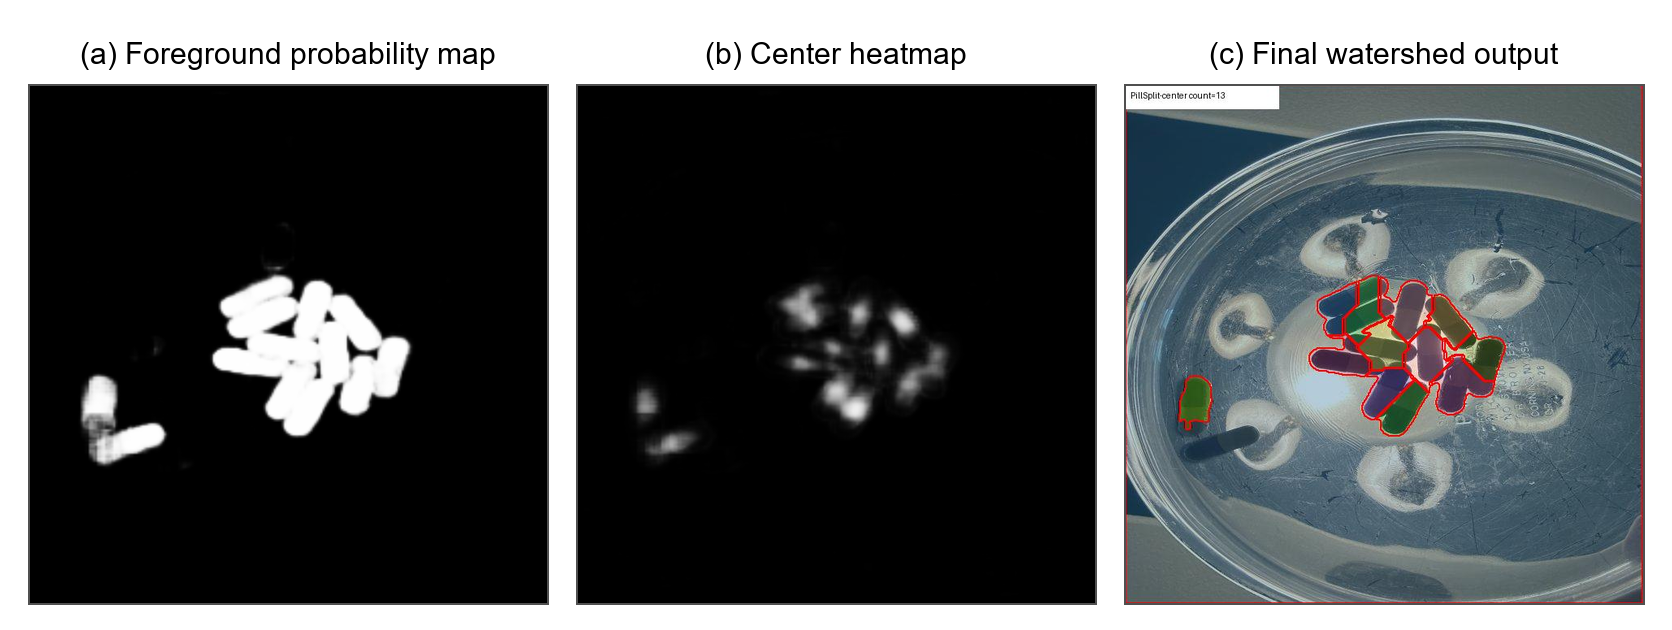 (a) Foreground probability map
(b) Center heatmap
(c) Final watershed output
PillSplit-center count=13